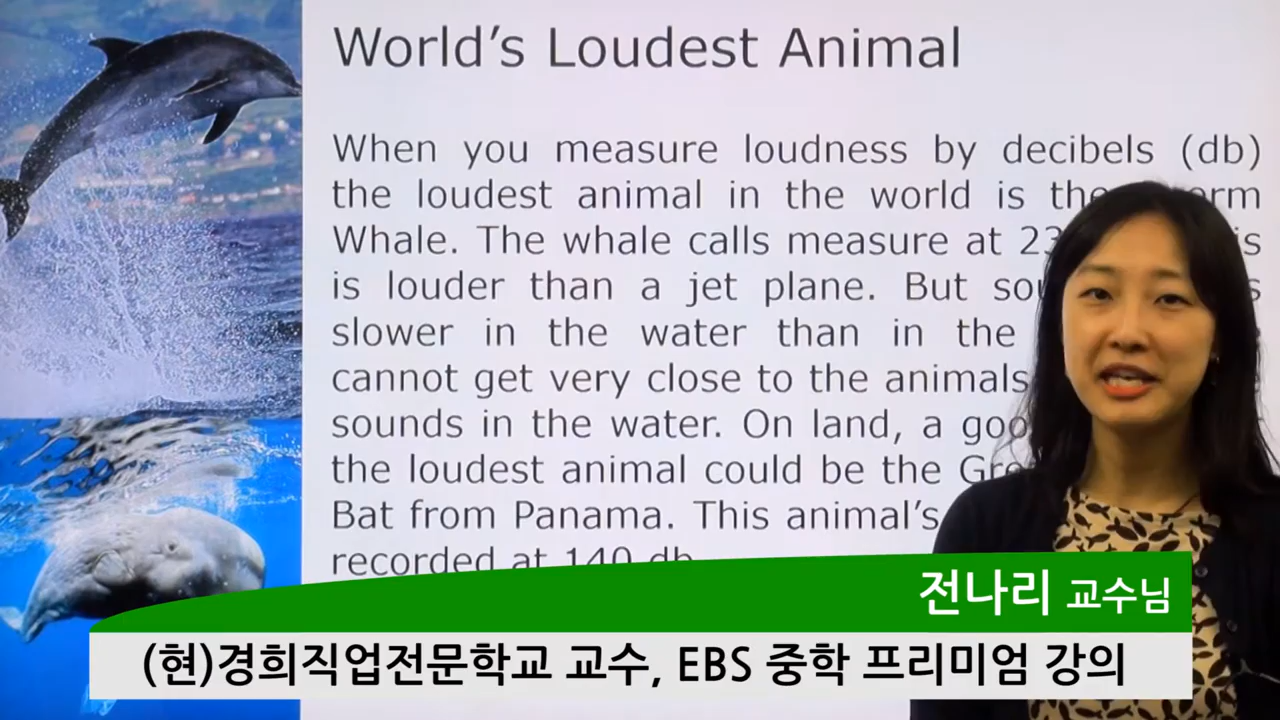 World's Loudest Animal
When you measure loudness by decibels (db)
the loudest animal in the world is the
Whale. The whale calls measure at
is louder than a jet plane. But
slower in the water than in the
cannot get very close to the animals
sounds in the water. On land, a
the loudest animal could be the
Bat from Panama. This animal's
recorded at 140 db
전나리 교수님
(현)경희직업전문학교 교수, EBS 중학 프리미엄 강의